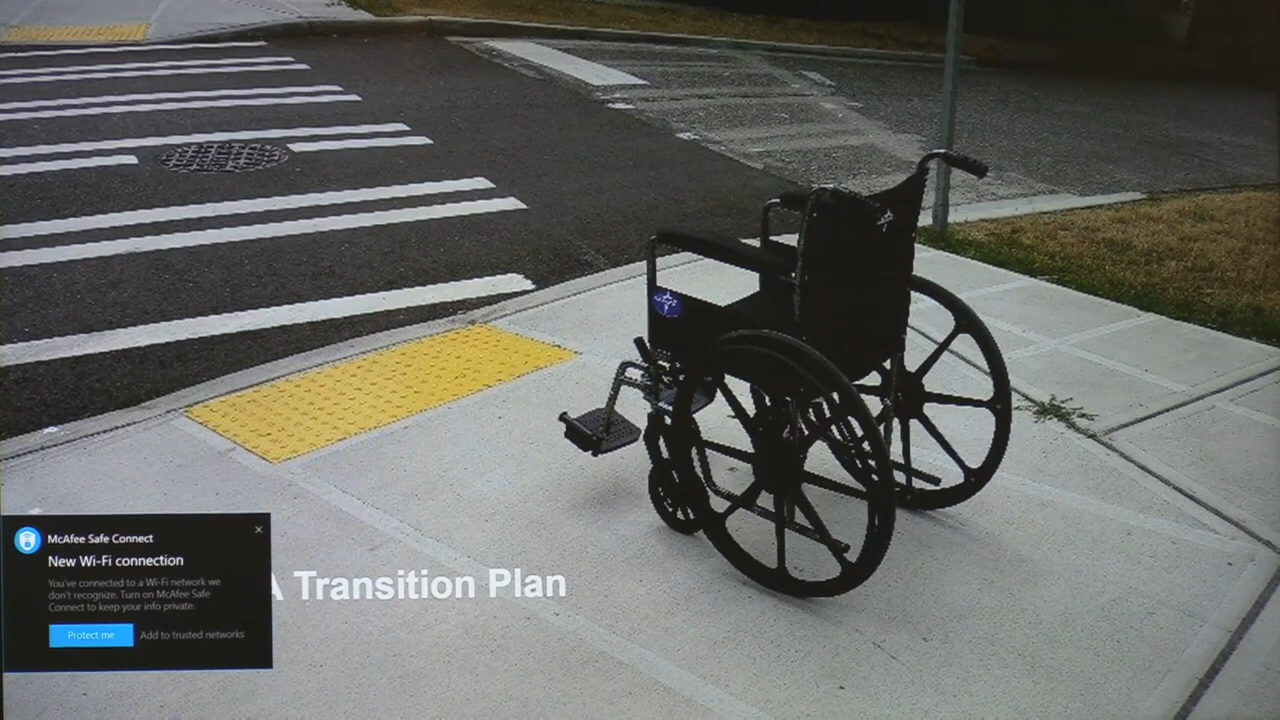 McAfee Safe Connect
New Wi-Fi connection
You've connected to a Wi-Fi network we
don't recognize. Turn on McAfee Safe
Connect to keep your info private.
Protect me
Add to trusted networks
A Transition Plan